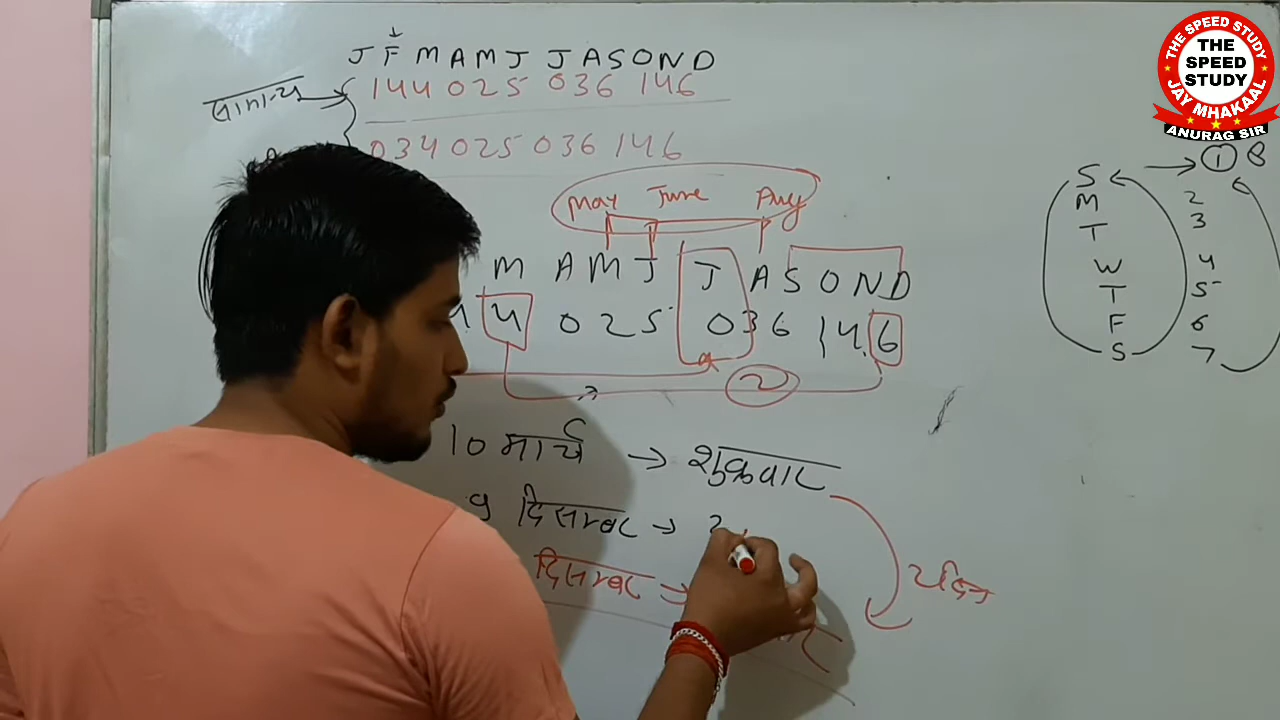 J F M A M J J A S O N D
सामान्य → 1 4 4 0 2 5 0 3 6 1 4 6
0 3 4 0 2 5 0 3 6 1 4 6
May June Aug
M A M J J A S O N D
4 0 2 5 0 3 6 1 4 6
2
10 मार्च → शुक्रवार
9 दिसम्बर →
दिसम्बर →
2 दिन
S → 1 8
M 2
T 3
W 4
T 5
F 6
S 7
THE SPEED STUDY
THE
SPEED
STUDY
JAY MHAKAAL
ANURAG SIR